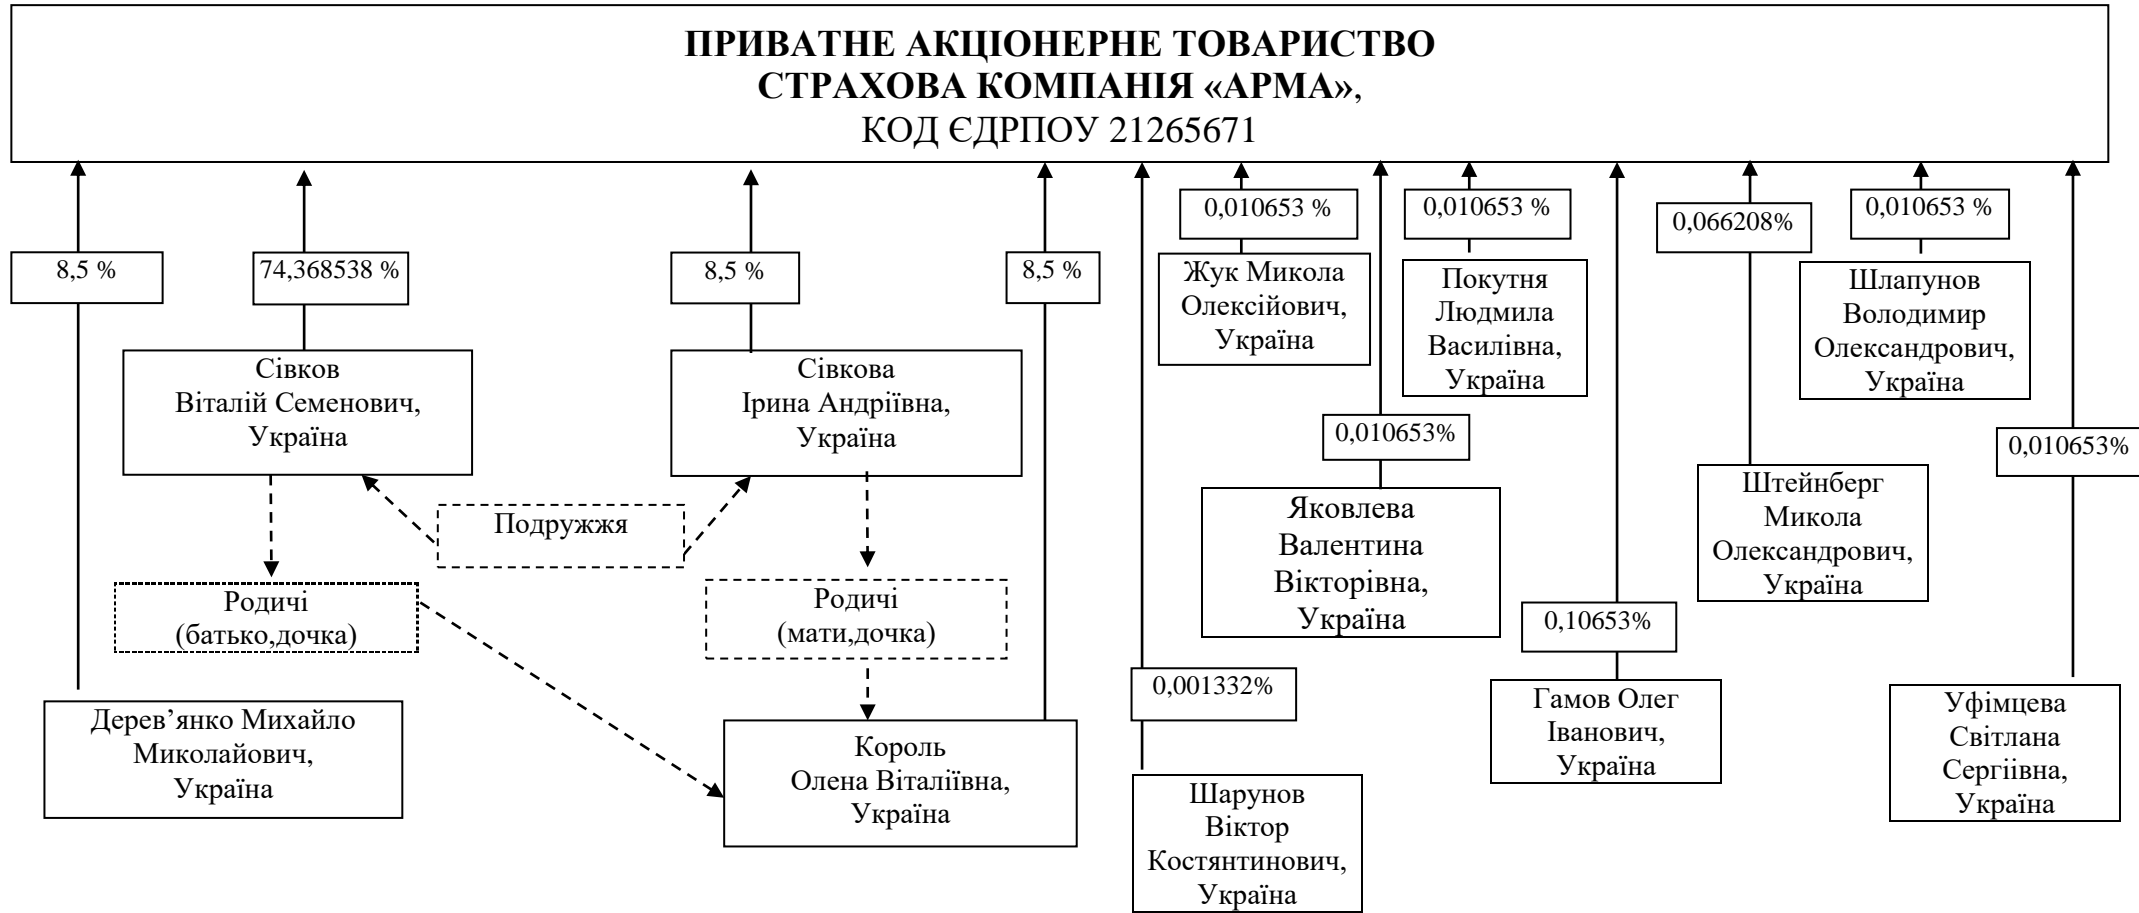 ПРИВАТНЕ АКЦІОНЕРНЕ ТОВАРИСТВО
СТРАХОВА КОМПАНІЯ «АРМА»,
КОД ЄДРПОУ 21265671
8,5 %
74,368538 %
8,5 %
8,5 %
0,010653 %
0,010653 %
0,066208%
0,010653 %
Жук Микола
Олексійович,
Україна
Покутня
Людмила
Василівна,
Україна
Шлапунов
Володимир
Олександрович,
Україна
Сівков
Віталій Семенович,
Україна
Сівкова
Ірина Андріївна,
Україна
0,010653%
0,010653%
Подружжя
Яковлева
Валентина
Вікторівна,
Україна
Штейнберг
Микола
Олександрович,
Україна
Родичі
(батько,дочка)
Родичі
(мати,дочка)
0,10653%
0,001332%
Дерев’янко Михайло
Миколайович,
Україна
Король
Олена Віталіївна,
Україна
Шарунов
Віктор
Костянтинович,
Україна
Гамов Олег
Іванович,
Україна
Уфімцева
Світлана
Сергіївна,
Україна